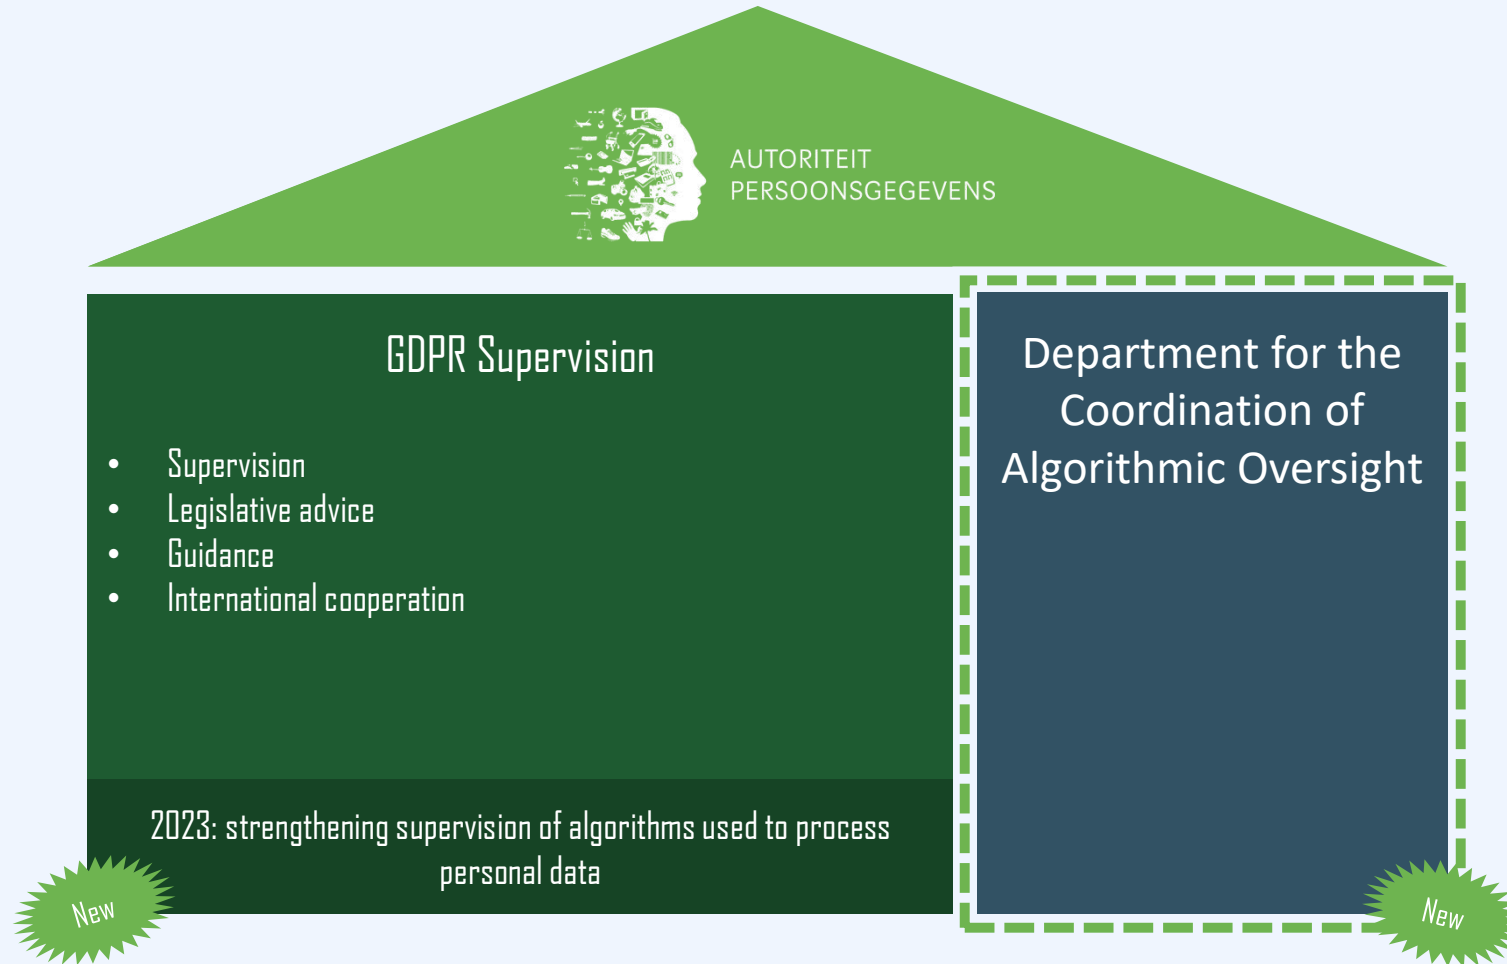 AUTORITEIT
PERSOONSGEGEVENS
GDPR Supervision
• Supervision
• Legislative advice
• Guidance
• International cooperation
2023: strengthening supervision of algorithms used to process
personal data
New
Department for the
Coordination of
Algorithmic Oversight
New